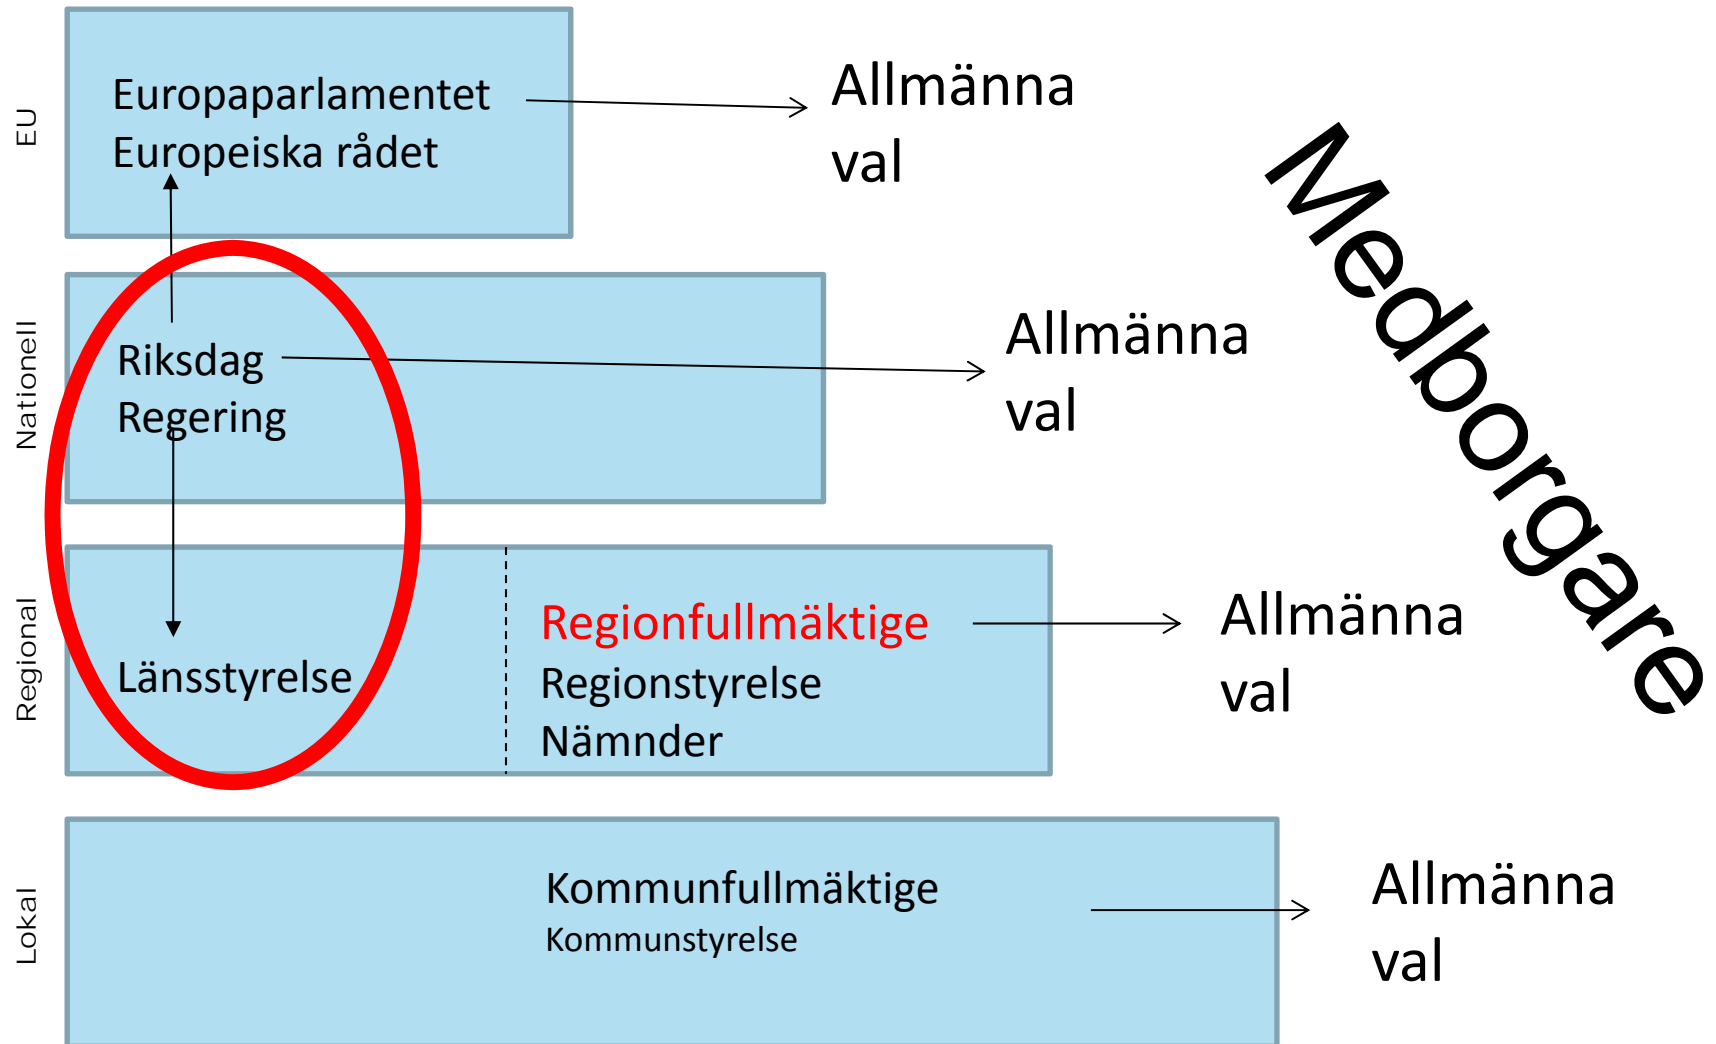 EU
Europaparlamentet
Europeiska rådet
Allmänna
val
Medborgare
Nationell
Riksdag
Regering
Allmänna
val
Regional
Länsstyrelse
Regionfullmäktige
Regionstyrelse
Nämnder
Allmänna
val
Lokal
Kommunfullmäktige
Kommunstyrelse
Allmänna
val